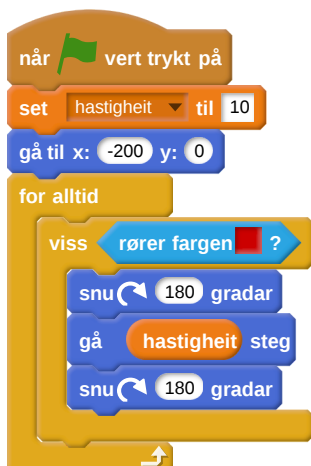 når vert trykt på
set hastigheit til 10
gå til x: -200 y: 0
for alltid
viss rører fargen ?
snu 180 gradar
gå hastigheit steg
snu 180 gradar